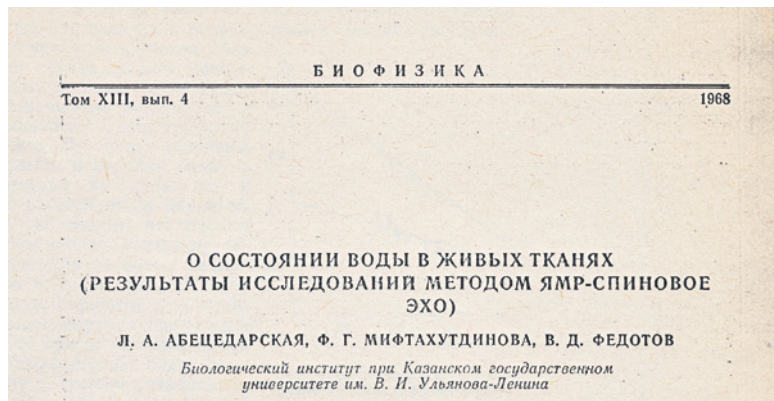 БИОФИЗИКА
Том XIII, вып. 4 1968
О СОСТОЯНИИ ВОДЫ В ЖИВЫХ ТКАНЯХ
(РЕЗУЛЬТАТЫ ИССЛЕДОВАНИЙ МЕТОДОМ ЯМР-СПИНОВОЕ
ЭХО)
Л. А. АБЕЦЕДАРСКАЯ, Ф. Г. МИФТАХУТДИНОВА, В. Д. ФЕДОТОВ
Биологический институт при Казанском государственном
университете им. В. И. Ульянова-Ленина